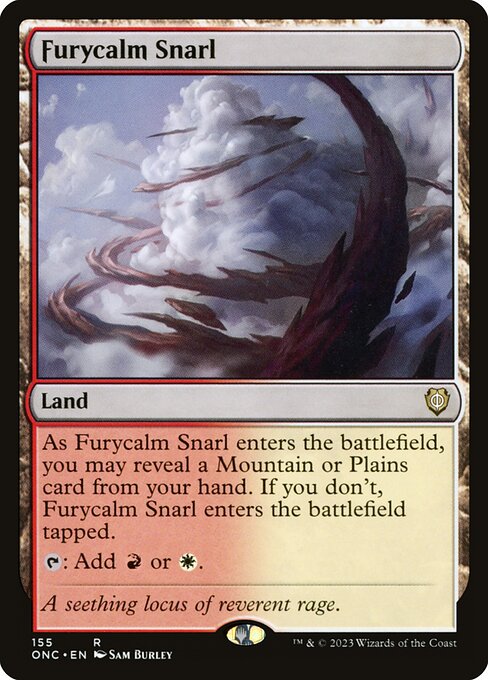 Furycalm Snarl
Land
As Furycalm Snarl enters the battlefield,
you may reveal a Mountain or Plains
card from your hand. If you don't,
Furycalm Snarl enters the battlefield
tapped.
: Add or .
A seething locus of reverent rage.
155 R
ONC • EN SAM BURLEY
™ & © 2023 Wizards of the Coast